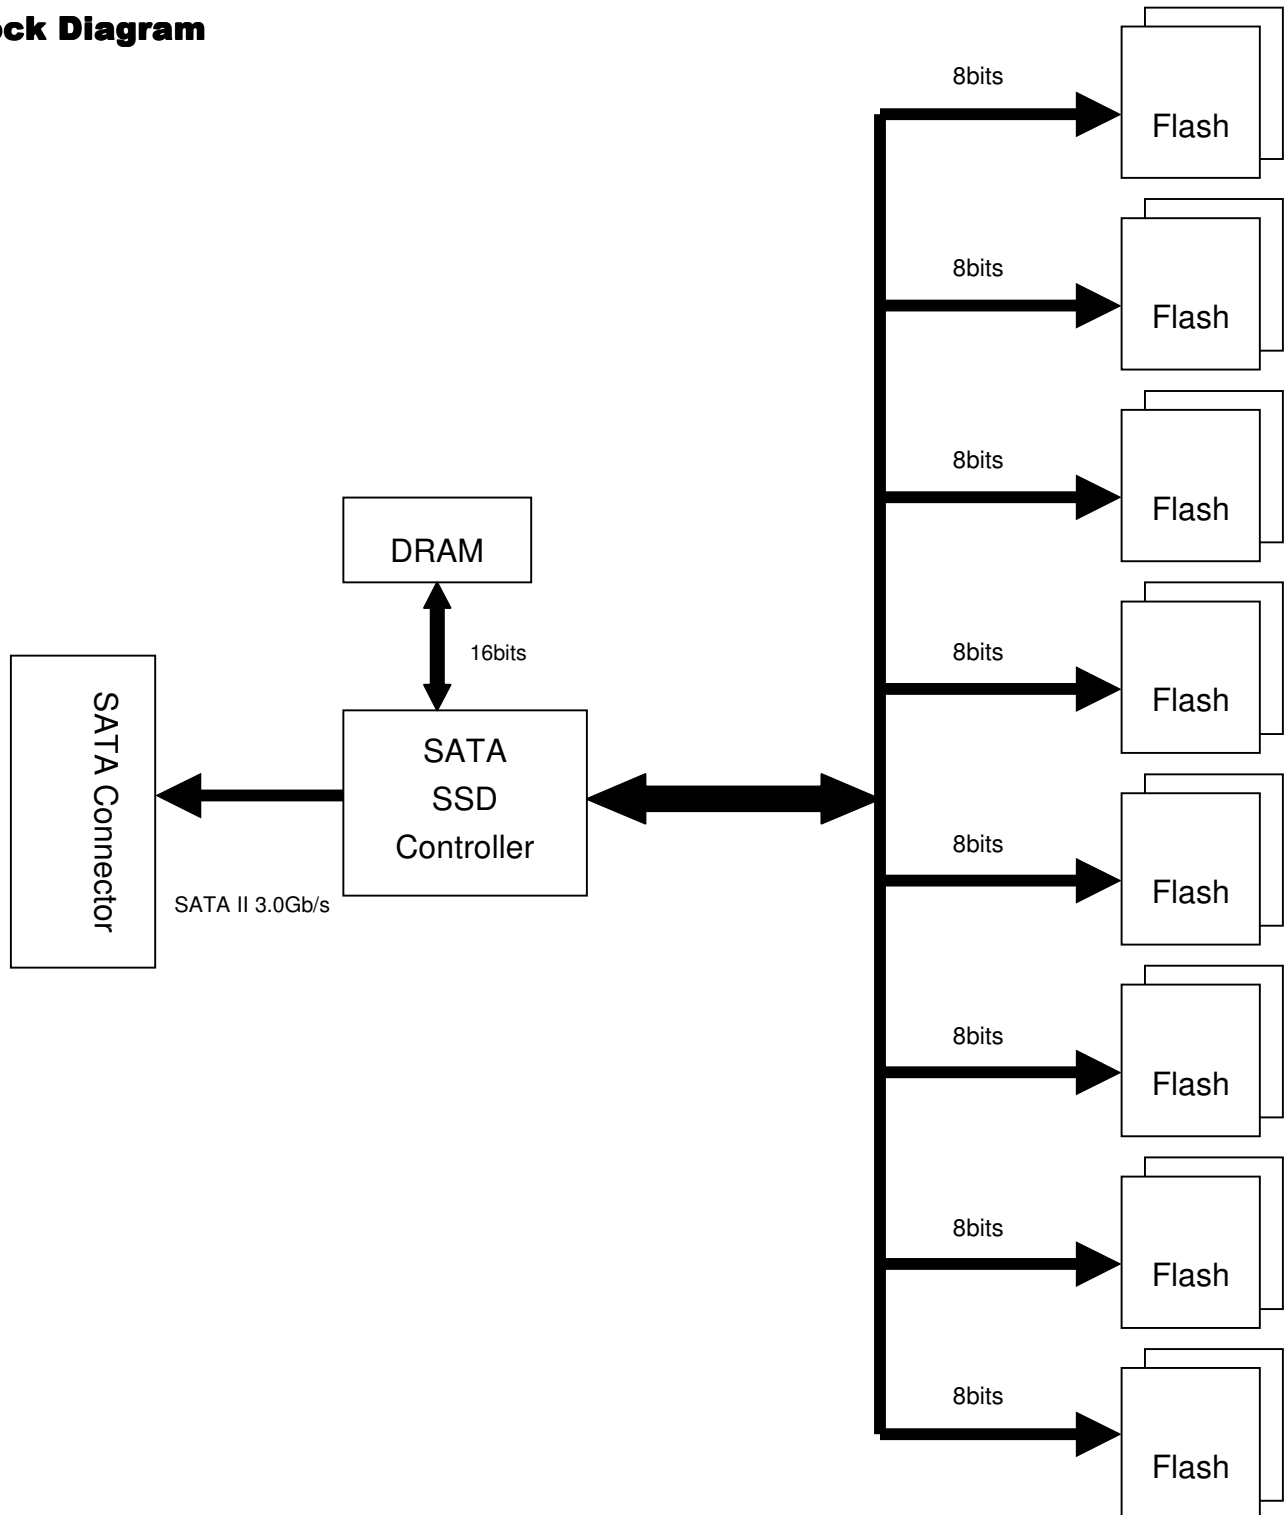 ock Diagram
8bits
Flash
8bits
Flash
8bits
Flash
DRAM
16bits
8bits
Flash
SATA Connector
SATA
SSD
Controller
SATA II 3.0Gb/s
8bits
Flash
8bits
Flash
8bits
Flash
8bits
Flash